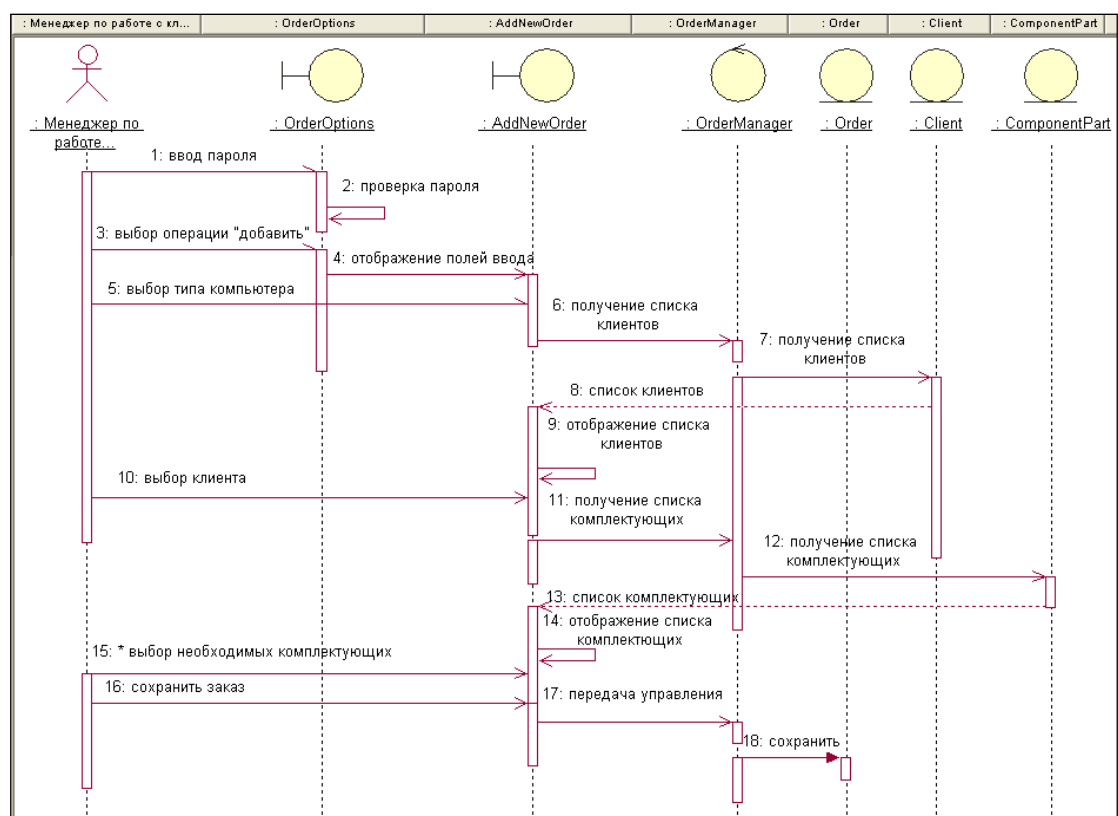 : Менеджер по работе с кл...
: OrderOptions
: AddNewOrder
: OrderManager
: Order
: Client
: ComponentPart
: Менеджер по
работе...
: OrderOptions
: AddNewOrder
: OrderManager
: Order
: Client
: ComponentPart
1: ввод пароля
2: проверка пароля
3: выбор операции "добавить"
4: отображение полей ввода
5: выбор типа компьютера
6: получение списка
клиентов
7: получение списка
клиентов
8: список клиентов
9: отображение списка
клиентов
10: выбор клиента
11: получение списка
комплектующих
12: получение списка
комплектующих
13: список комплектующих
14: отображение списка
комплектющих
15: * выбор необходимых комплектующих
16: сохранить заказ
17: передача управления
18: сохранить